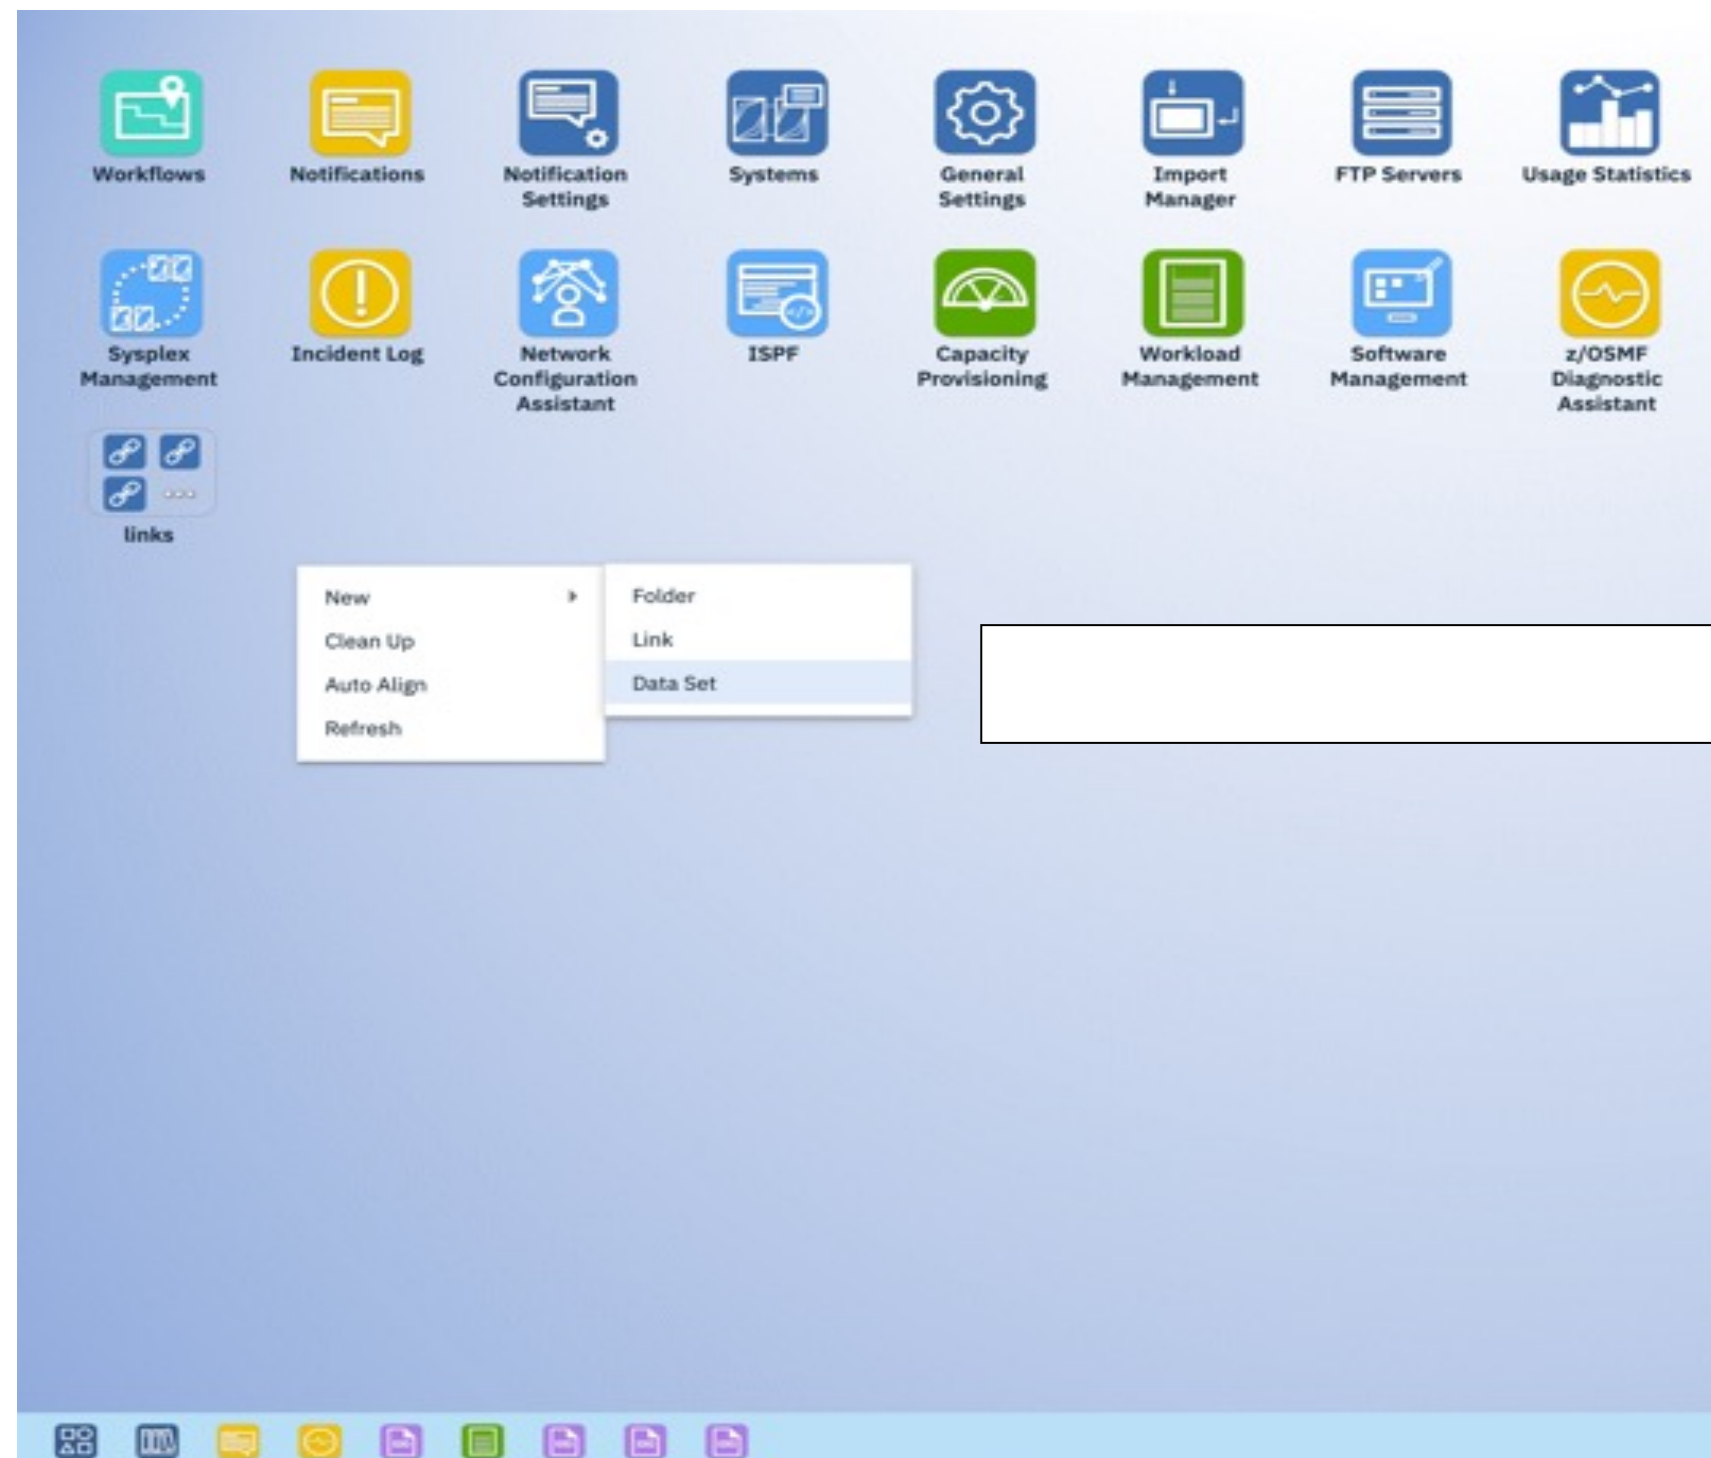 Workflows
Notifications
Notification
Settings
Systems
General
Settings
Import
Manager
FTP Servers
Usage Statistics
Sysplex
Management
Incident Log
Network
Configuration
Assistant
ISPF
Capacity
Provisioning
Workload
Management
Software
Management
z/OSMF
Diagnostic
Assistant
links
New
Clean Up
Auto Align
Refresh
Folder
Link
Data Set